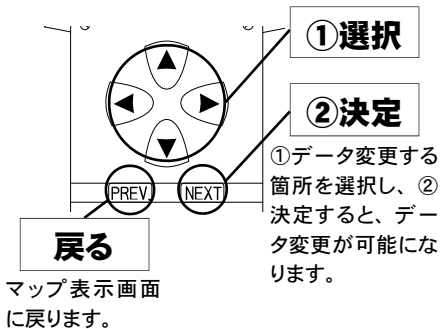 ①選択
②決定
①データ変更する
箇所を選択し、②
決定すると、デー
タ変更が可能にな
ります。
PREV.
NEXT
戻る
マップ表示画面
に戻ります。